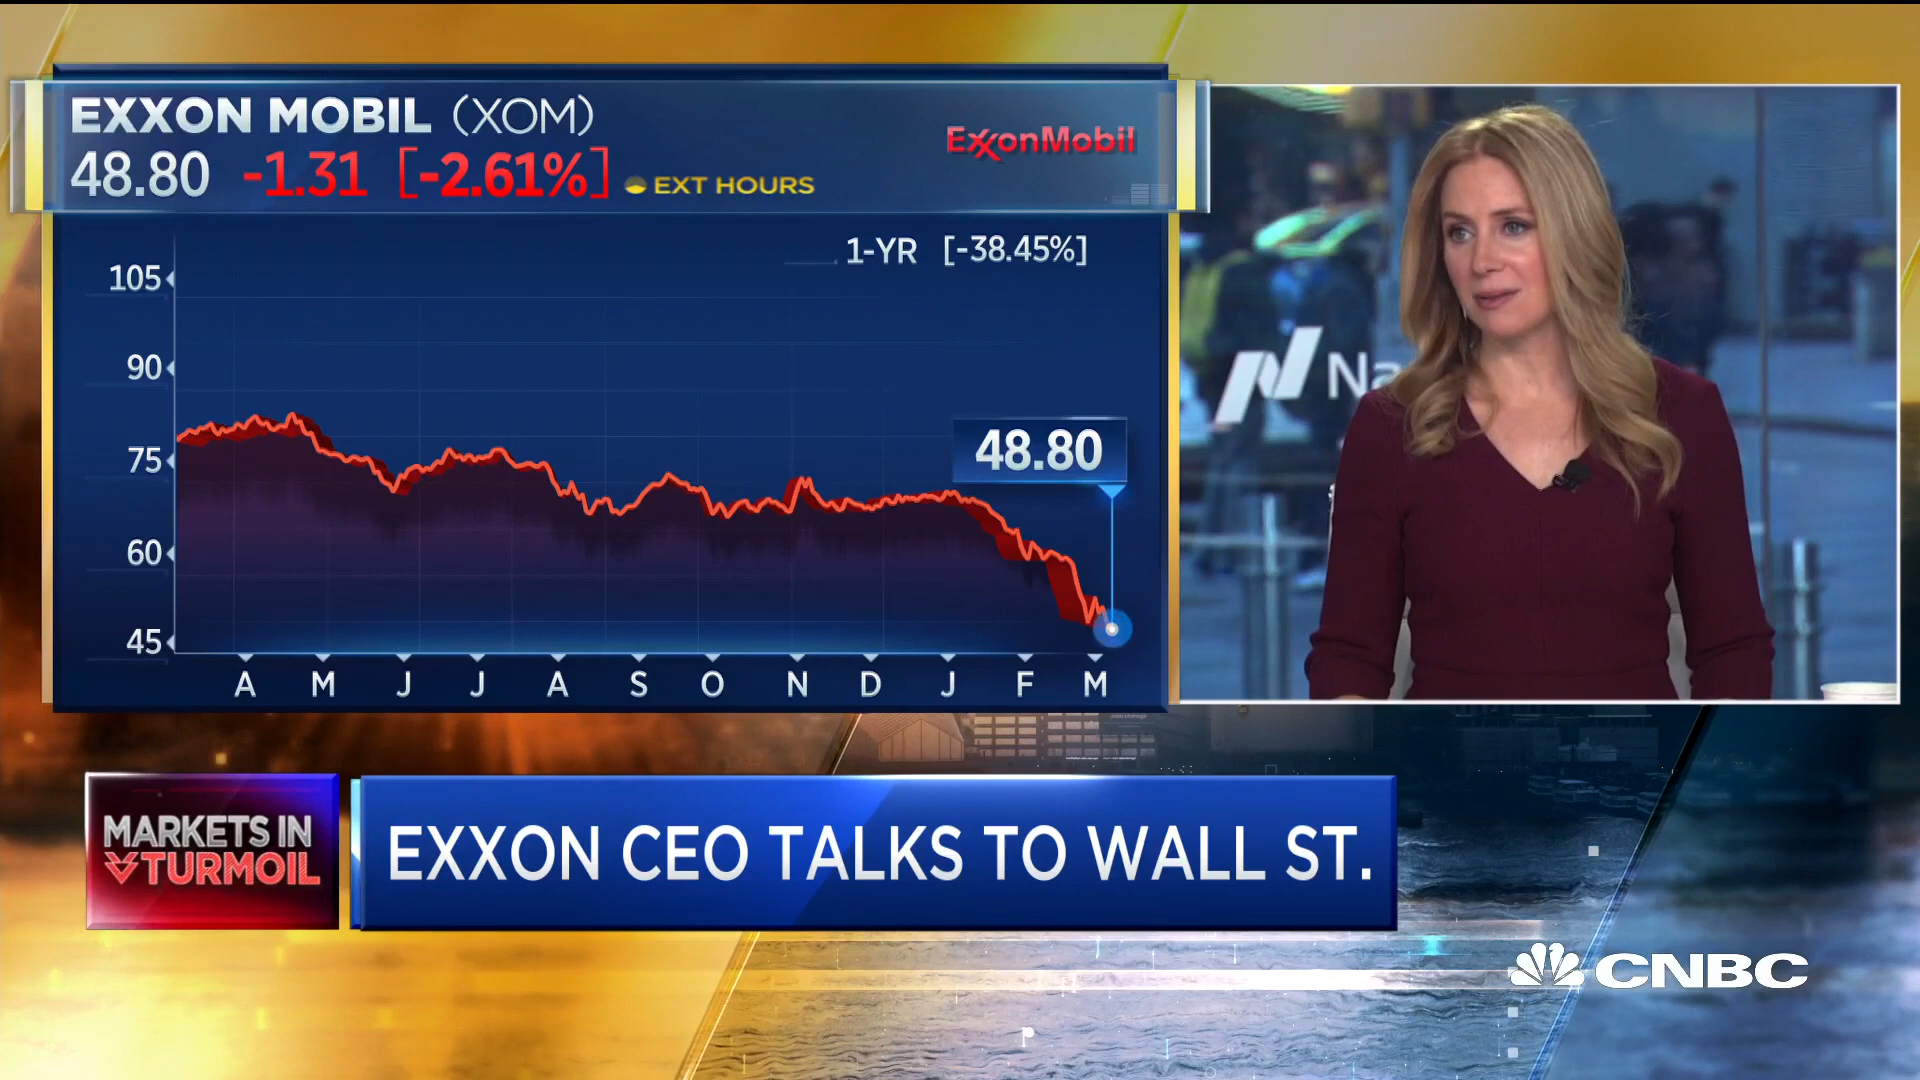 EXXON MOBIL (XOM)
48.80 -1.31 [-2.61%] EXT HOURS
ExxonMobil
1-YR [-38.45%]
105
90
75
60
45
48.80
A M J J A S O N D J F M
Na
MARKETS IN
TURMOIL
EXXON CEO TALKS TO WALL ST.
CNBC